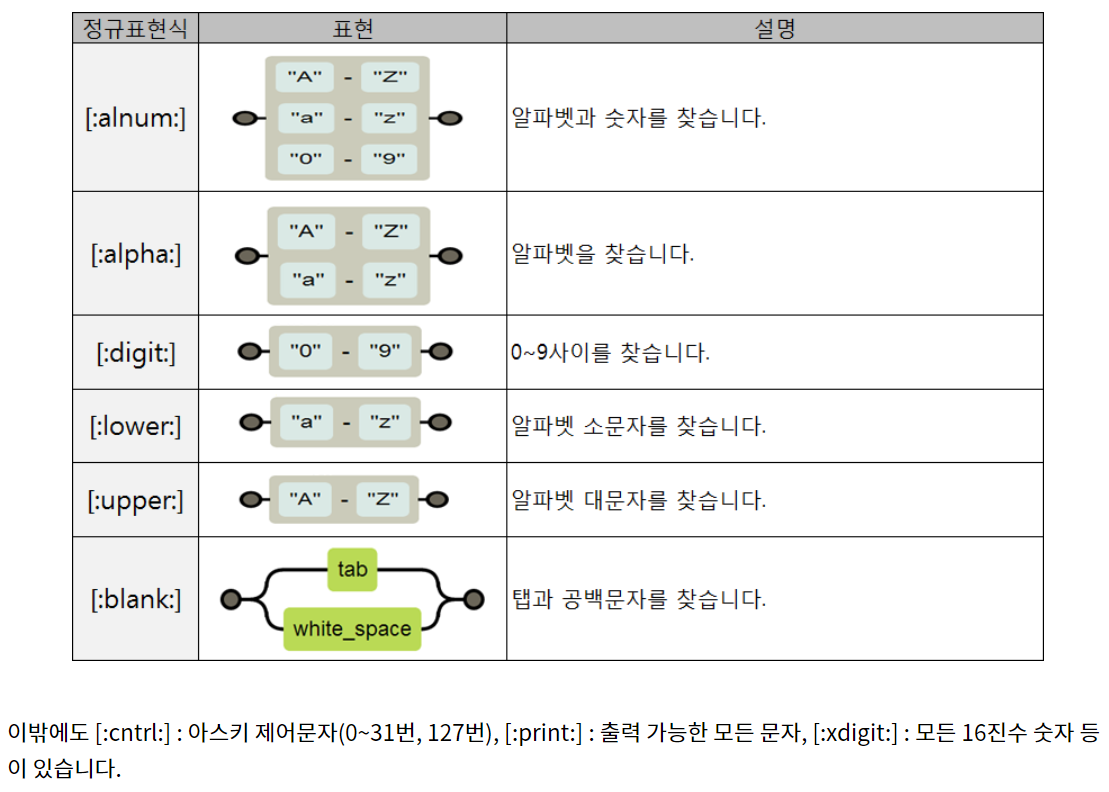 정규표현식 표현 설명
[:alnum:] "A" - "Z" "a" - "z" "0" - "9" 알파벳과 숫자를 찾습니다.
[:alpha:] "A" - "Z" "a" - "z" 알파벳을 찾습니다.
[:digit:] "0" - "9" 0~9사이를 찾습니다.
[:lower:] "a" - "z" 알파벳 소문자를 찾습니다.
[:upper:] "A" - "Z" 알파벳 대문자를 찾습니다.
[:blank:] tab white_space 탭과 공백문자를 찾습니다.
이밖에도 [:cntrl:] : 아스키 제어문자(0~31번, 127번), [:print:] : 출력 가능한 모든 문자, [:xdigit:] : 모든 16진수 숫자 등
이 있습니다.